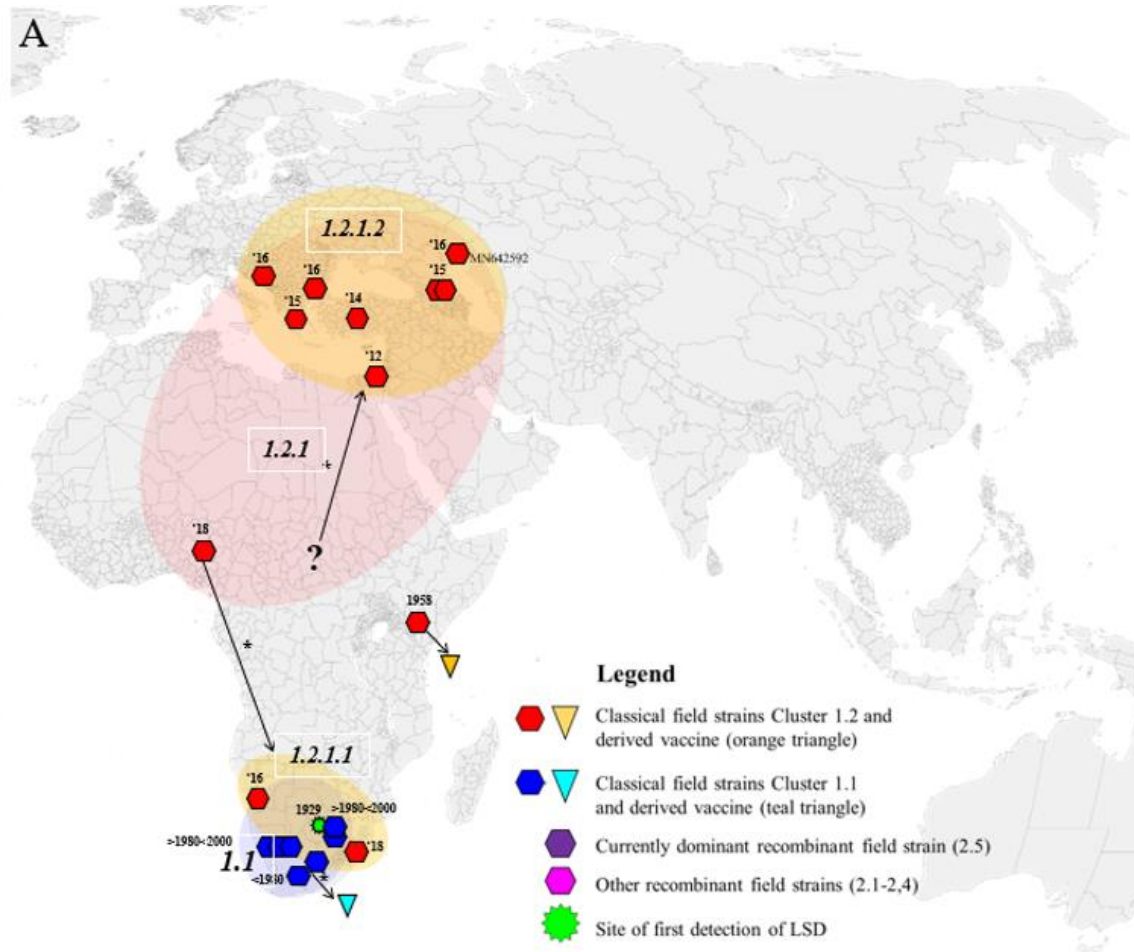 A
1.2.1.2
'16
MN642592
'16
'16
'15
'15
'14
'12
1.2.1
*
'18
?
1958
*
1.2.1.1
'16
1929
>1980<2000
>1980<2000
'18
1.1
<1980
*
Legend
Classical field strains Cluster 1.2 and
derived vaccine (orange triangle)
Classical field strains Cluster 1.1
and derived vaccine (teal triangle)
Currently dominant recombinant field strain (2.5)
Other recombinant field strains (2.1-2,4)
Site of first detection of LSD